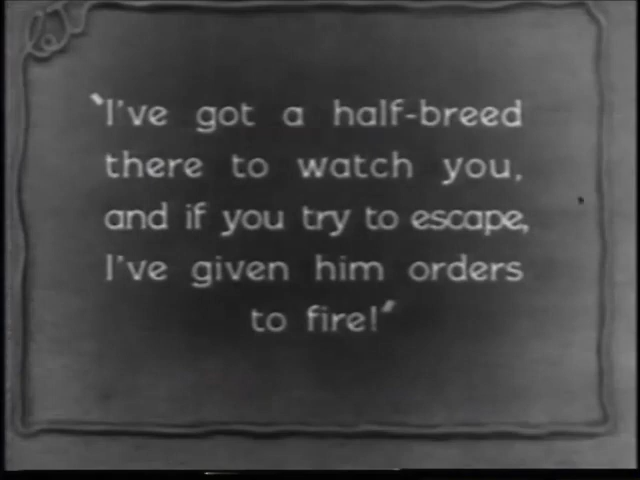 "I've got a half-breed
there to watch you,
and if you try to escape,
I've given him orders
to fire!"